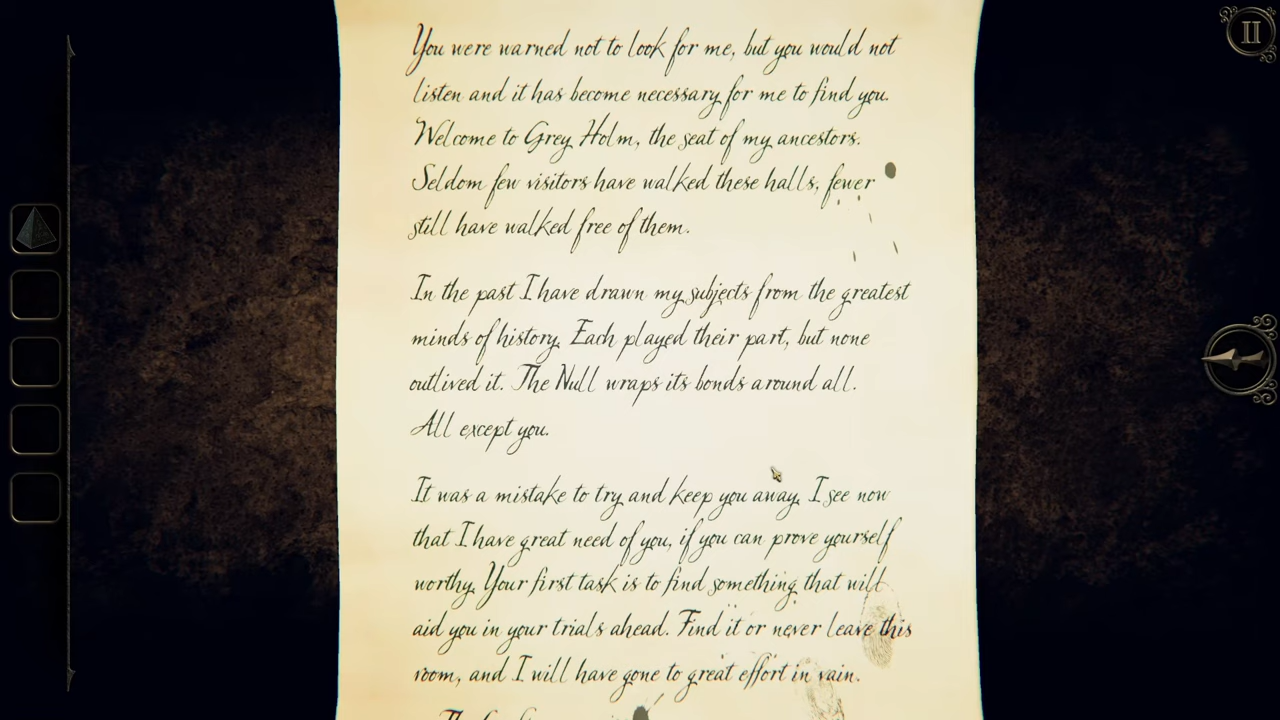 You were warned not to look for me, but you would not
listen and it has become necessary for me to find you.
Welcome to Grey Holm, the seat of my ancestors.
Seldom few visitors have walked these halls, fewer
still have walked free of them.
In the past I have drawn my subjects from the greatest
minds of history. Each played their part, but none
outlived it. The Null wraps its bonds around all.
All except you.
It was a mistake to try and keep you away. I see now
that I have great need of you, if you can prove yourself
worthy. Your first task is to find something that will
aid you in your trials ahead. Find it or never leave this
room, and I will have gone to great effort in vain.